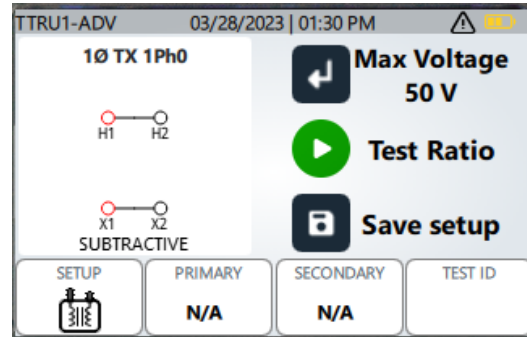 TTRU1-ADV 03/28/2023 | 01:30 PM
1Ø TX 1Ph0
H1 H2
X1 X2
SUBTRACTIVE
Max Voltage
50 V
Test Ratio
Save setup
SETUP
PRIMARY
N/A
SECONDARY
N/A
TEST ID